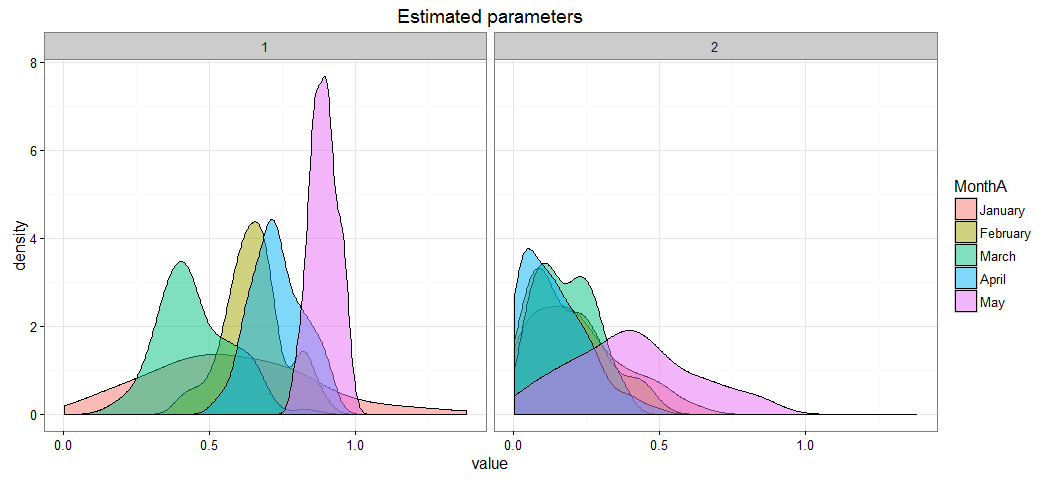 Estimated parameters
1
2
8
6
4
2
0
density
0.0
0.5
1.0
0.0
0.5
1.0
value
MonthA
January
February
March
April
May